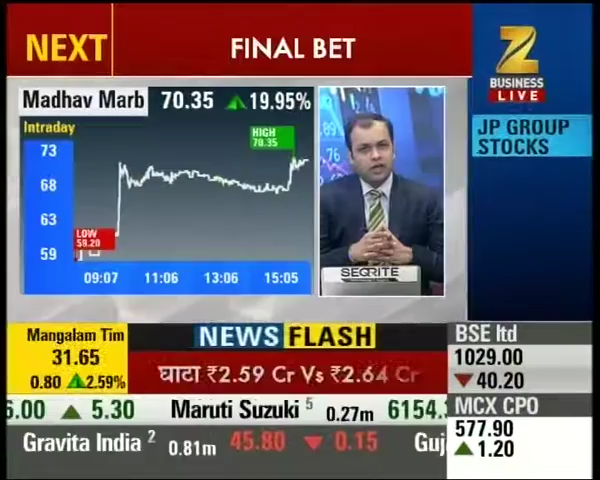 NEXT
FINAL BET
Z
BUSINESS
LIVE
Madhav Marb 70.35 19.95%
JP GROUP
STOCKS
Intraday
73
68
63
59
HIGH
70.35
LOW
58.20
09:07 11:06 13:06 15:05
SEQRITE
Mangalam Tim
31.65
0.80 2.59%
NEWS FLASH
घाटा ₹2.59 Cr Vs ₹2.64 Cr
BSE ltd
1029.00
40.20
MCX CPO
577.90
1.20
6.00 5.30 Maruti Suzuki 5 0.27m 6154.3
Gravita India 2 0.81m 45.80 0.15 Guj